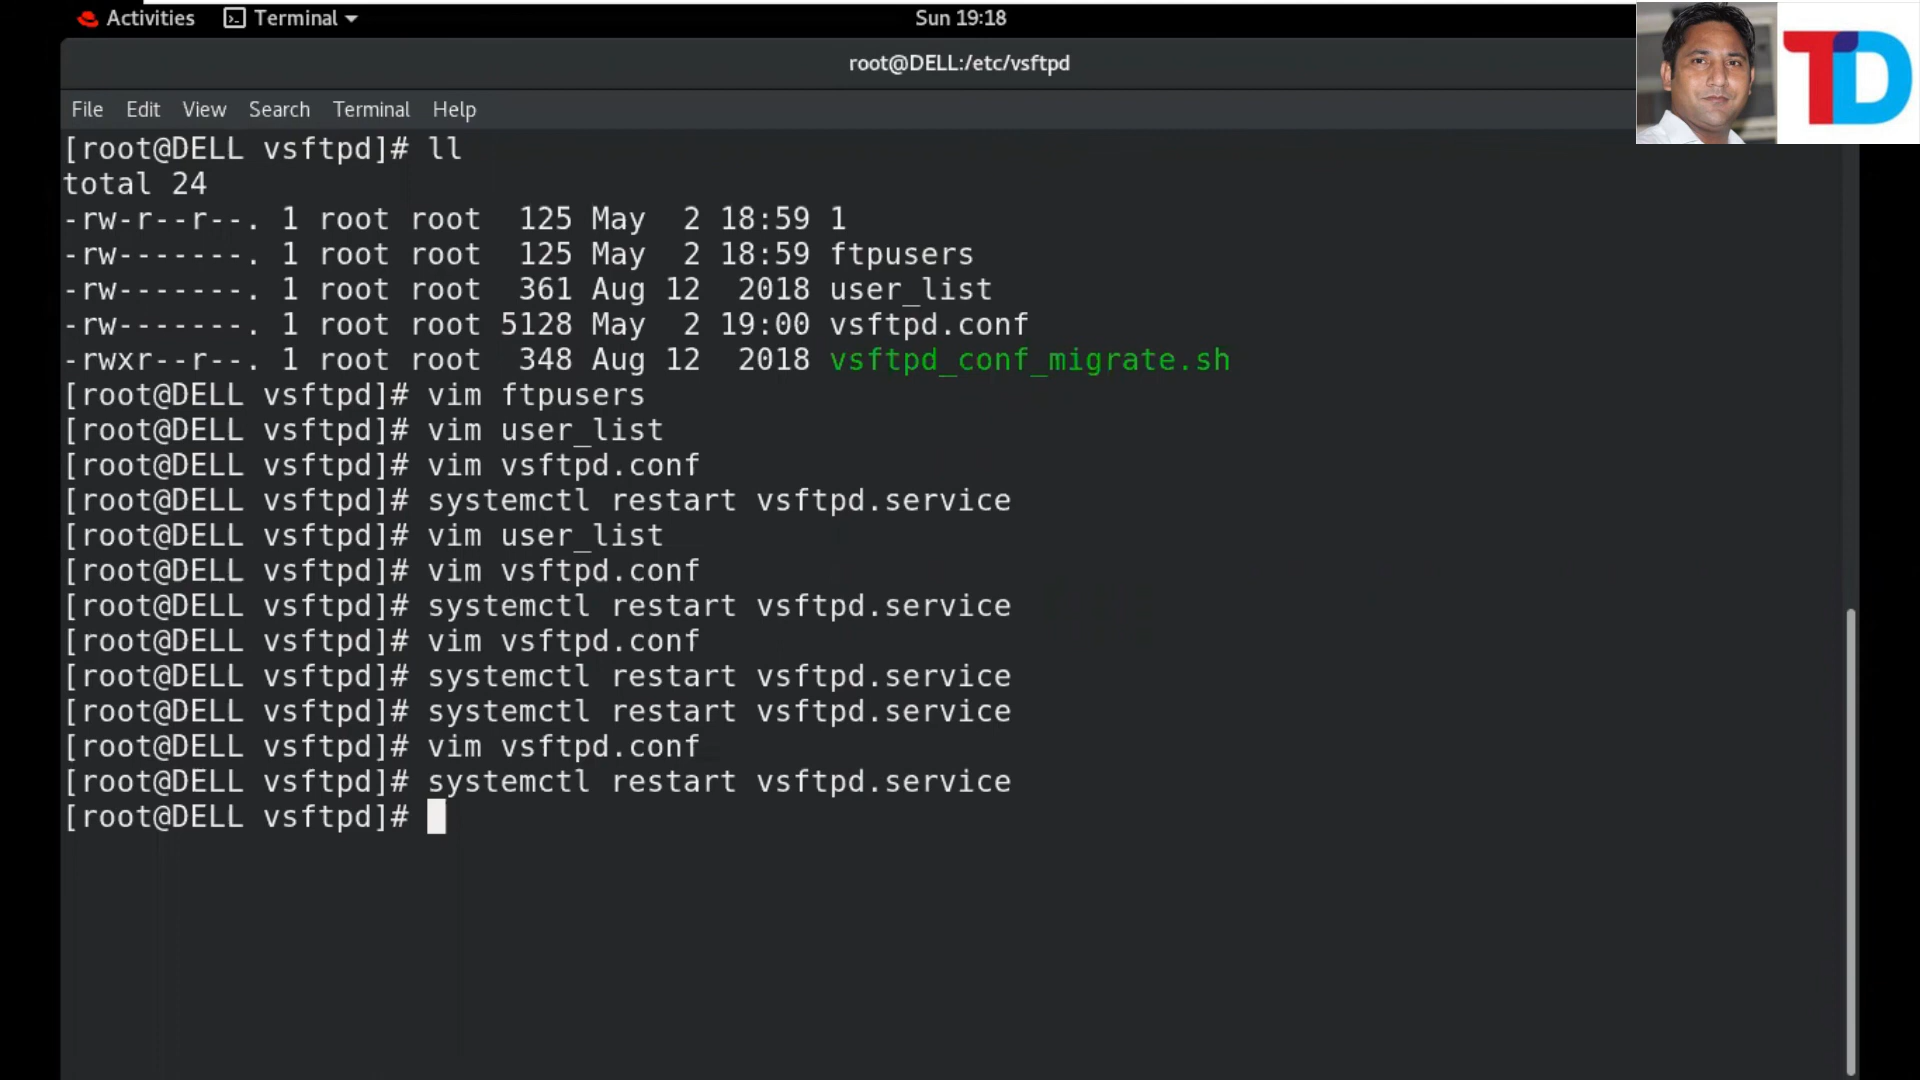 Activities Terminal Sun 19:18
root@DELL:/etc/vsftpd
TD
File Edit View Search Terminal Help
[root@DELL vsftpd]# ll
total 24
-rw-r--r--. 1 root root  125 May  2 18:59 1
-rw-------. 1 root root  125 May  2 18:59 ftpusers
-rw-------. 1 root root  361 Aug 12  2018 user_list
-rw-------. 1 root root 5128 May  2 19:00 vsftpd.conf
-rwxr--r--. 1 root root  348 Aug 12  2018 vsftpd_conf_migrate.sh
[root@DELL vsftpd]# vim ftpusers
[root@DELL vsftpd]# vim user_list
[root@DELL vsftpd]# vim vsftpd.conf
[root@DELL vsftpd]# systemctl restart vsftpd.service
[root@DELL vsftpd]# vim user_list
[root@DELL vsftpd]# vim vsftpd.conf
[root@DELL vsftpd]# systemctl restart vsftpd.service
[root@DELL vsftpd]# vim vsftpd.conf
[root@DELL vsftpd]# systemctl restart vsftpd.service
[root@DELL vsftpd]# systemctl restart vsftpd.service
[root@DELL vsftpd]# vim vsftpd.conf
[root@DELL vsftpd]# systemctl restart vsftpd.service
[root@DELL vsftpd]#